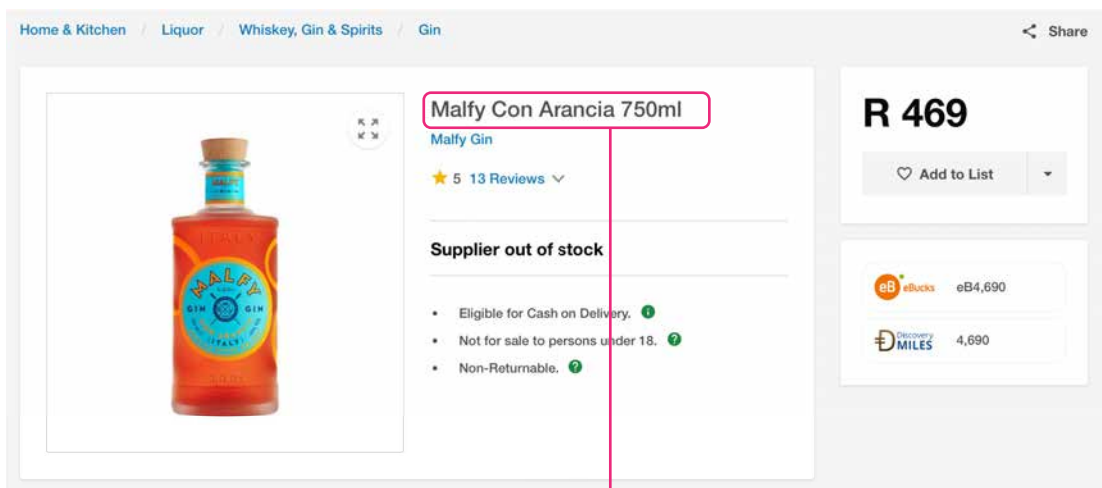 Home & Kitchen / Liquor / Whiskey, Gin & Spirits / Gin
Share
Malfy Con Arancia 750ml
Malfy Gin
5 13 Reviews
Supplier out of stock
Eligible for Cash on Delivery.
Not for sale to persons under 18.
Non-Returnable.
R 469
Add to List
eB eBucks eB4,690
Discovery MILES 4,690
ITALY
MALFY
GIN GIN
ITALY